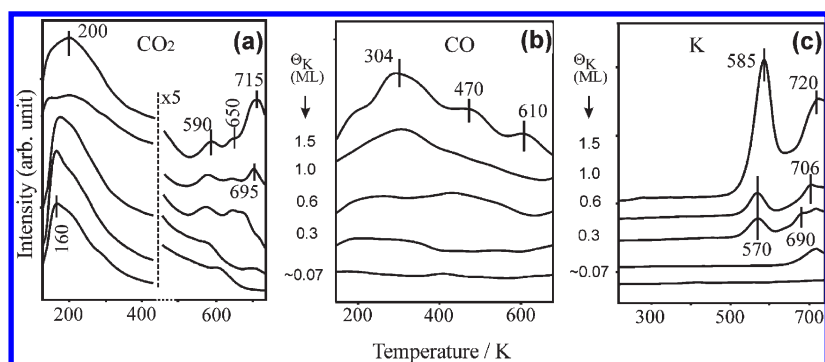 CO₂ (a)
200
x5
715
650
590
695
160
200 400 600
Intensity (arb. unit)
Θ_K
(ML)
1.5
1.0
0.6
0.3
~0.07
CO (b)
304
470
610
200 400 600
Θ_K
(ML)
1.5
1.0
0.6
0.3
~0.07
K (c)
585
720
706
570
690
300 500 700
Temperature / K